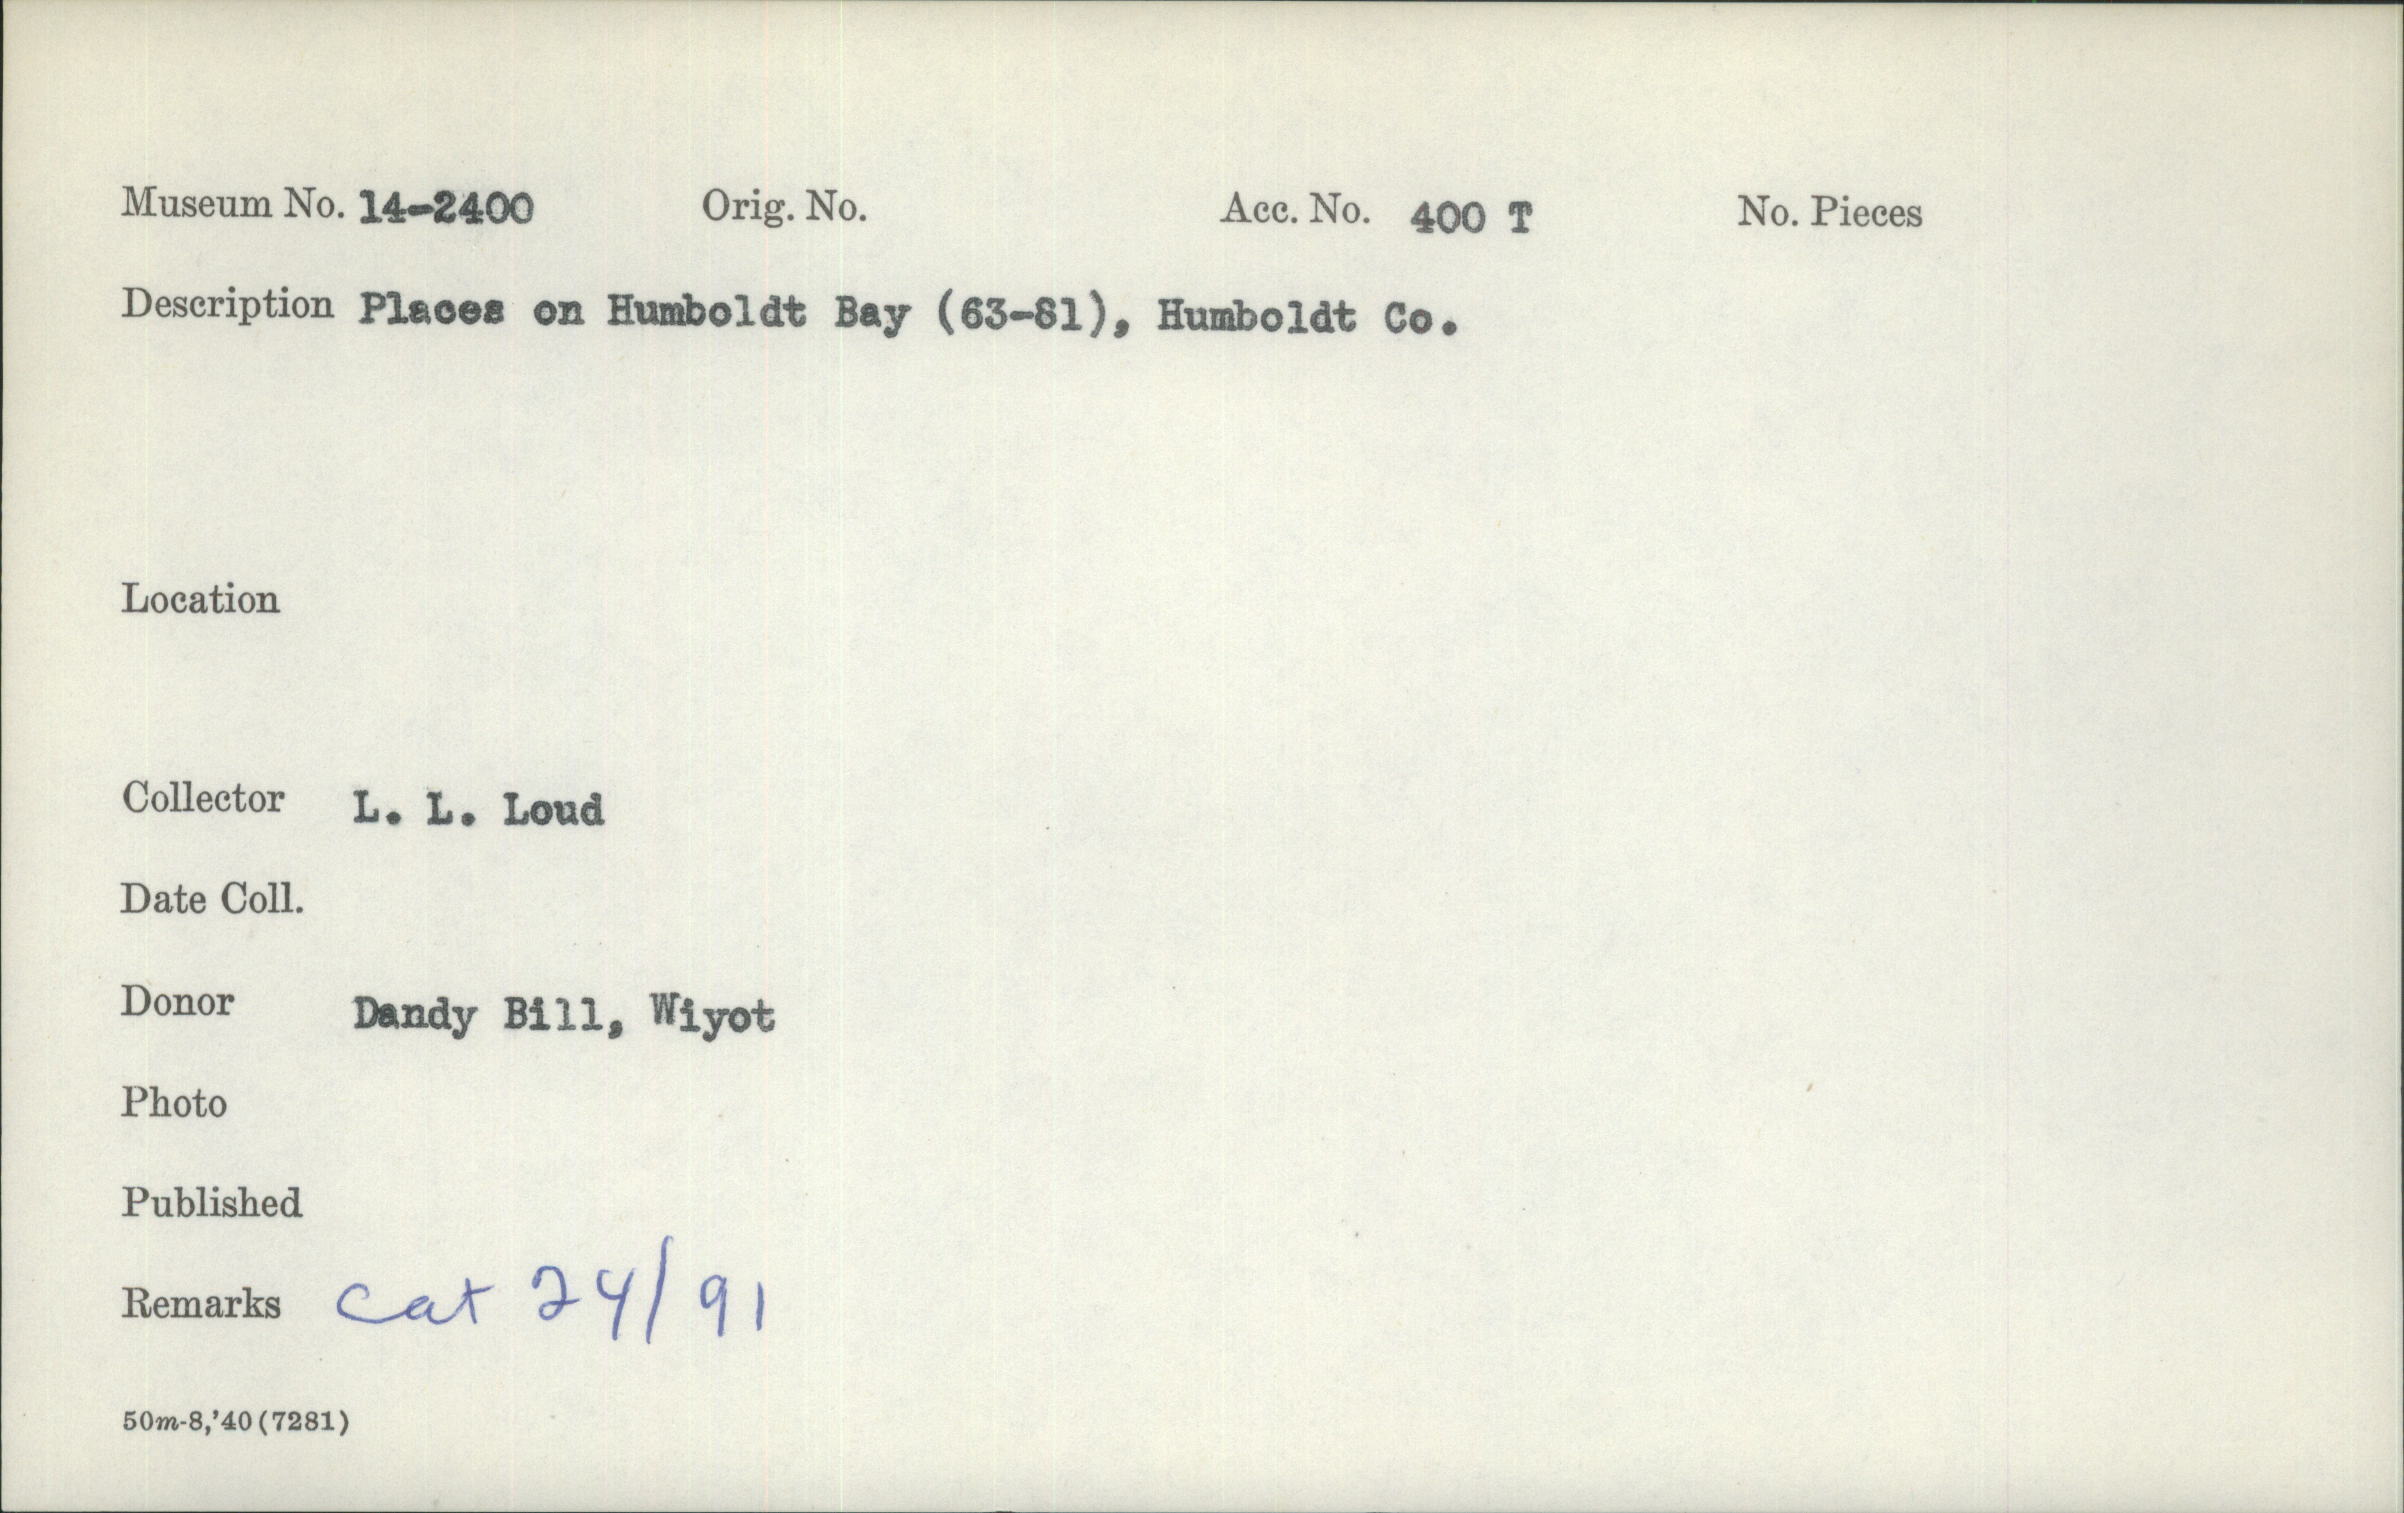 Museum No. 14-2400 Orig. No. Acc. No. 400 T No. Pieces
Description Places on Humboldt Bay (63-81), Humboldt Co.
Location
Collector L. L. Loud
Date Coll.
Donor Dandy Bill, Wiyot
Photo
Published
Remarks cat 24/91
50m-8,'40(7281)